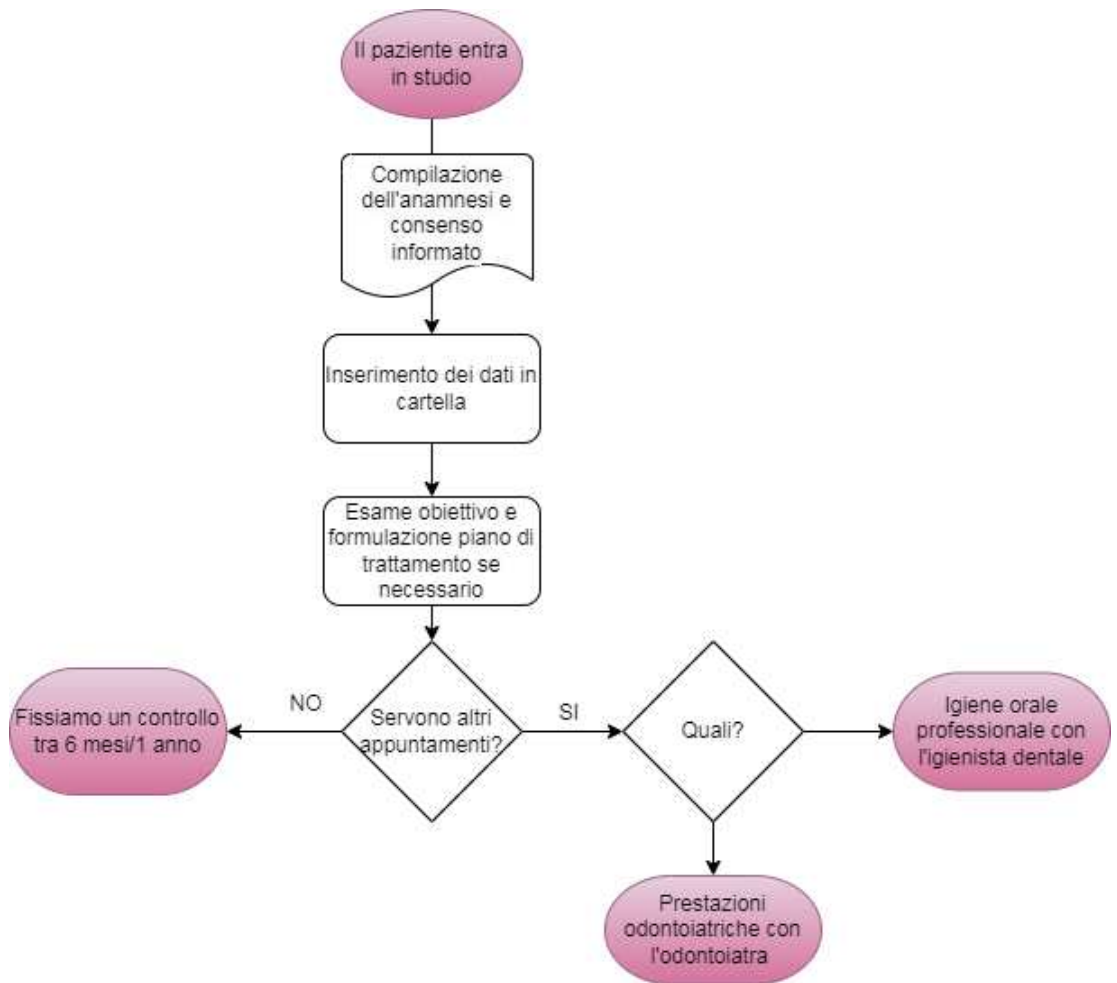 Il paziente entra
in studio
Compilazione
dell'anamnesi e
consenso
informato
Inserimento dei dati in
cartella
Esame obiettivo e
formulazione piano di
trattamento se
necessario
NO
SI
Fissiamo un controllo
tra 6 mesi/1 anno
Servono altri
appuntamenti?
Quali?
Igiene orale
professionale con
l'igienista dentale
Prestazioni
odontoiatriche con
l'odontoiatra